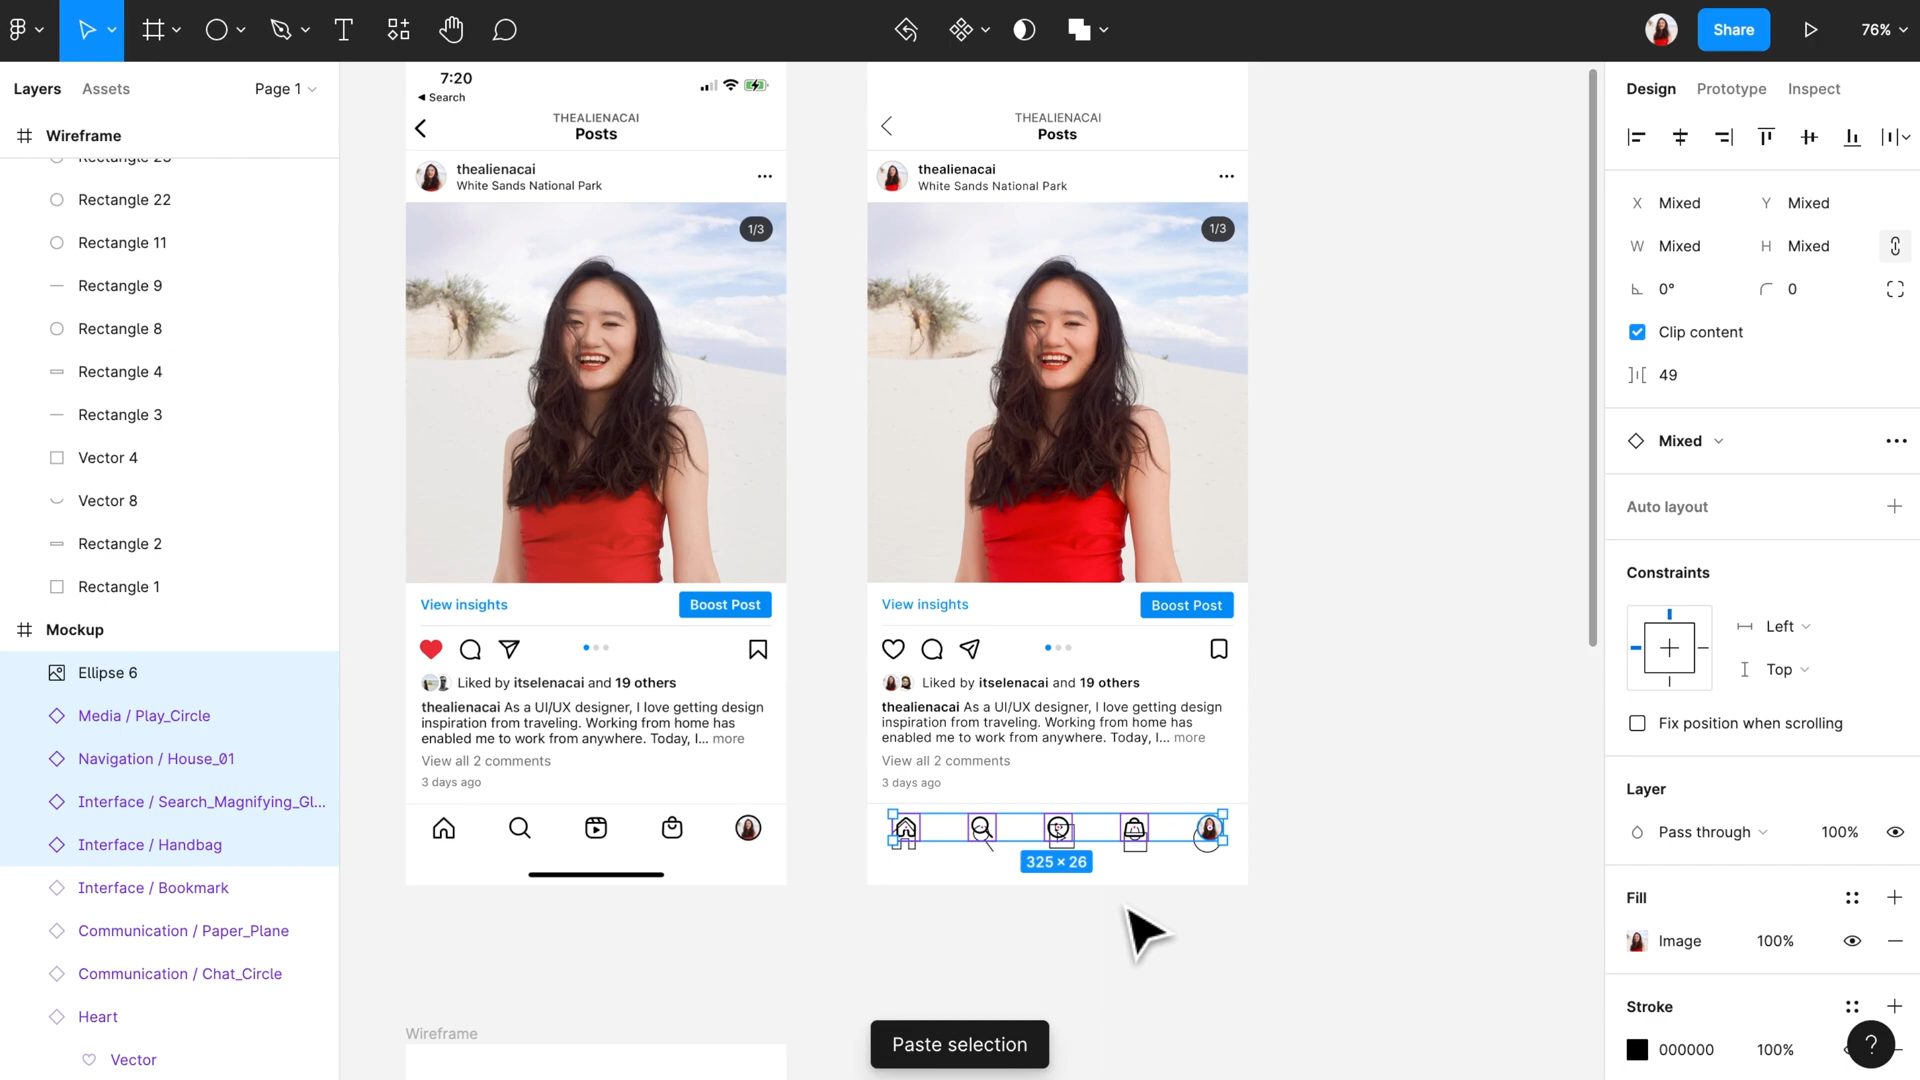 Share
76%
Layers
Assets
Page 1
Wireframe
Rectangle 22
Rectangle 11
Rectangle 9
Rectangle 8
Rectangle 4
Rectangle 3
Vector 4
Vector 8
Rectangle 2
Rectangle 1
Mockup
Ellipse 6
Media / Play_Circle
Navigation / House_01
Interface / Search_Magnifying_Gl...
Interface / Handbag
Interface / Bookmark
Communication / Paper_Plane
Communication / Chat_Circle
Heart
Vector
7:20
Search
THEALIENACAI
Posts
thealienacai
White Sands National Park
1/3
View insights
Boost Post
Liked by itselenacai and 19 others
thealienacai As a UI/UX designer, I love getting design
inspiration from traveling. Working from home has
enabled me to work from anywhere. Today, I... more
View all 2 comments
3 days ago
THEALIENACAI
Posts
thealienacai
White Sands National Park
1/3
View insights
Boost Post
Liked by itselenacai and 19 others
thealienacai As a UI/UX designer, I love getting design
inspiration from traveling. Working from home has
enabled me to work from anywhere. Today, I... more
View all 2 comments
3 days ago
325 × 26
Wireframe
Paste selection
Design
Prototype
Inspect
X Mixed
Y Mixed
W Mixed
H Mixed
0°
0
Clip content
49
Mixed
Auto layout
Constraints
Left
Top
Fix position when scrolling
Layer
Pass through
100%
Fill
Image
100%
Stroke
000000
100%
?